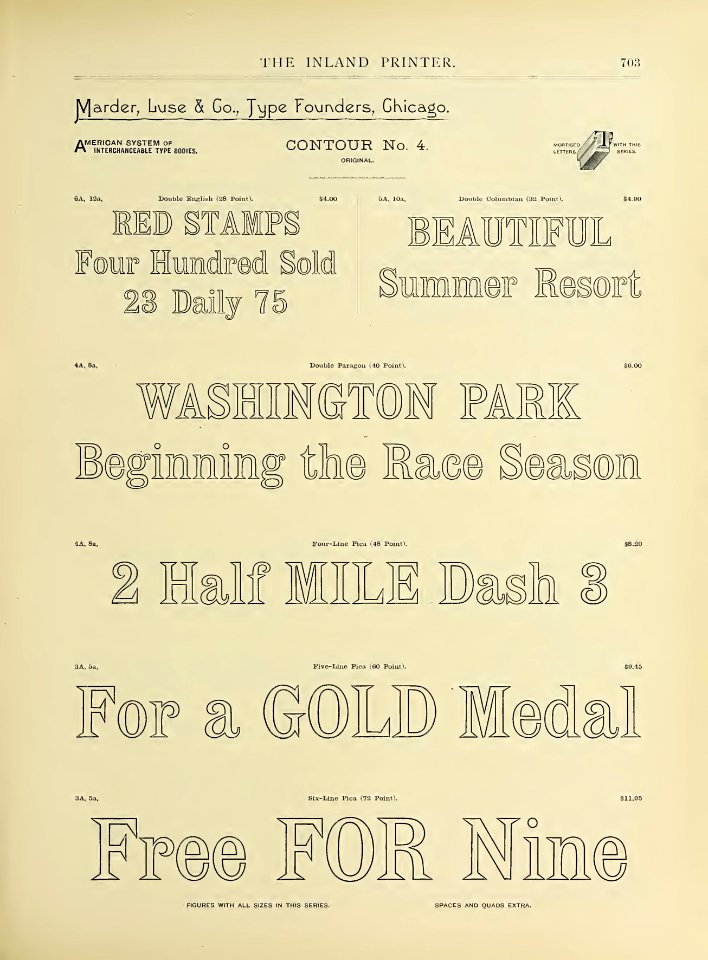 THE INLAND PRINTER. 703
Marder, Luse & Co., Type Founders, Chicago.
AMERICAN SYSTEM OF
INTERCHANGEABLE TYPE BODIES.
CONTOUR No. 4.
ORIGINAL.
MORTISED LETTERS
T
WITH THIS SERIES.
6A, 12a, Double English (28 Point). $4.00
RED STAMPS
Four Hundred Sold
23 Daily 75
5A, 10a, Double Columbian (32 Point). $4.90
BEAUTIFUL
Summer Resort
4A, 8a, Double Paragon (40 Point). $6.00
WASHINGTON PARK
Beginning the Race Season
4A, 8a, Four-Line Pica (48 Point). $8.20
2 Half MILE Dash 3
3A, 5a, Five-Line Pica (60 Point). $9.45
For a GOLD Medal
3A, 5a, Six-Line Pica (72 Point). $11.95
Free FOR Nine
FIGURES WITH ALL SIZES IN THIS SERIES. SPACES AND QUADS EXTRA.